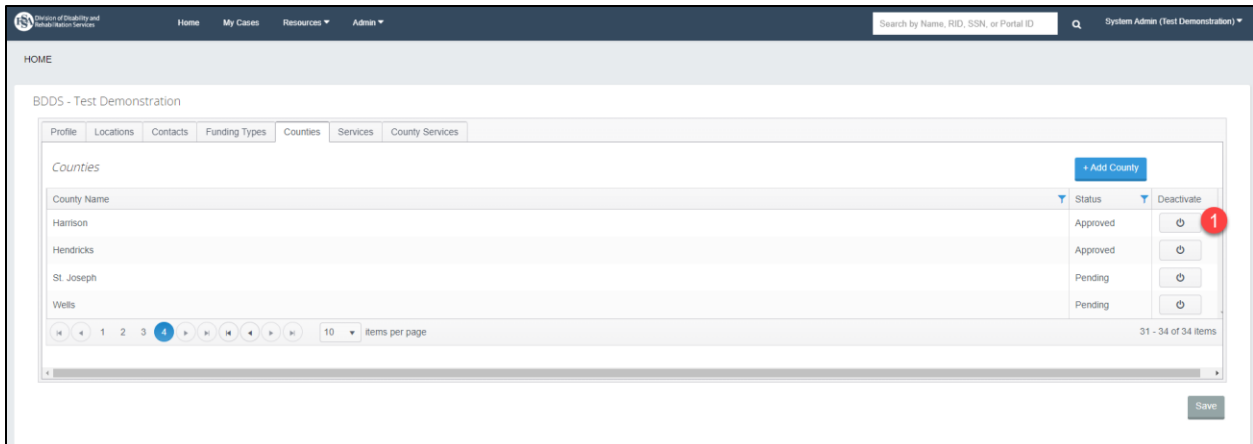 FSSA Division of Disability and Rehabilitation Services
Home My Cases Resources Admin
Search by Name, RID, SSN, or Portal ID
System Admin (Test Demonstration)
HOME
BDDS - Test Demonstration
Profile Locations Contacts Funding Types Counties Services County Services
Counties
+ Add County
County Name Status Deactivate
Harrison Approved 1
Hendricks Approved
St. Joseph Pending
Wells Pending
1 2 3 4 10 items per page 31 - 34 of 34 items
Save